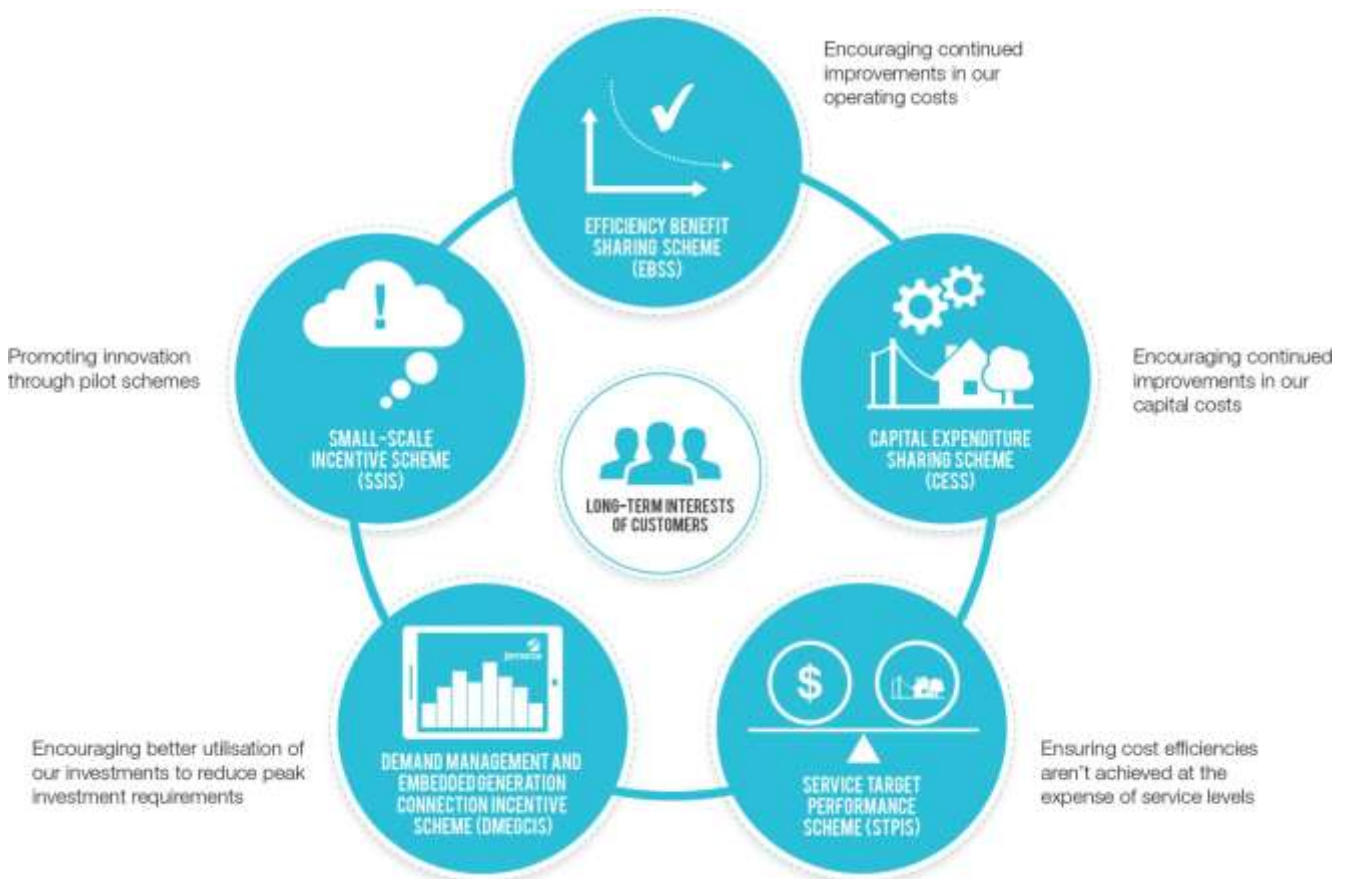 Encouraging continued
improvements in our
operating costs
EFFICIENCY BENEFIT
SHARING SCHEME
(EBSS)
Promoting innovation
through pilot schemes
!
SMALL-SCALE
INCENTIVE SCHEME
(SSIS)
CAPITAL EXPENDITURE
SHARING SCHEME
(CESS)
Encouraging continued
improvements in our
capital costs
LONG-TERM INTERESTS
OF CUSTOMERS
Encouraging better utilisation of
our investments to reduce peak
investment requirements
DEMAND MANAGEMENT AND
EMBEDDED GENERATION
CONNECTION INCENTIVE
SCHEME (DMEGCIS)
$
SERVICE TARGET
PERFORMANCE
SCHEME (STPIS)
Ensuring cost efficiencies
aren't achieved at the
expense of service levels